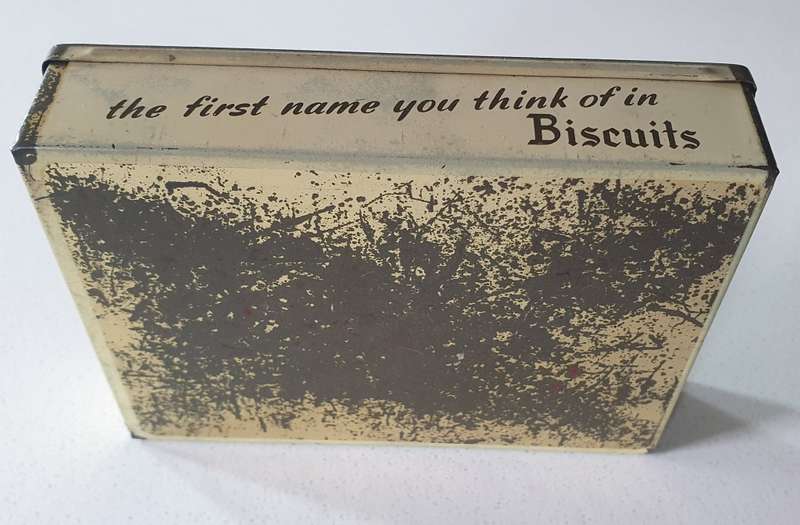 the first name you think of in
Biscuits